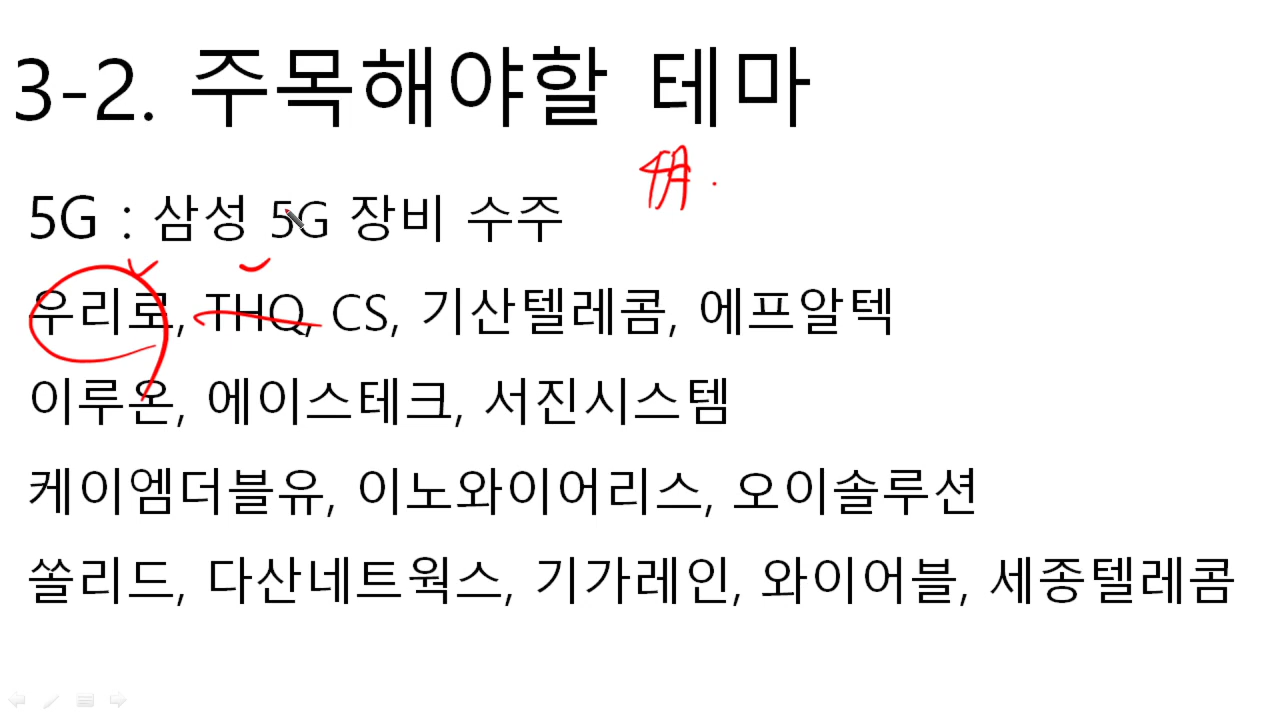 3-2. 주목해야할 테마
5G : 삼성 5G 장비 수주
우리로, THQ, CS, 기산텔레콤, 에프알텍
이루온, 에이스테크, 서진시스템
케이엠더블유, 이노와이어리스, 오이솔루션
쏠리드, 다산네트웍스, 기가레인, 와이어블, 세종텔레콤